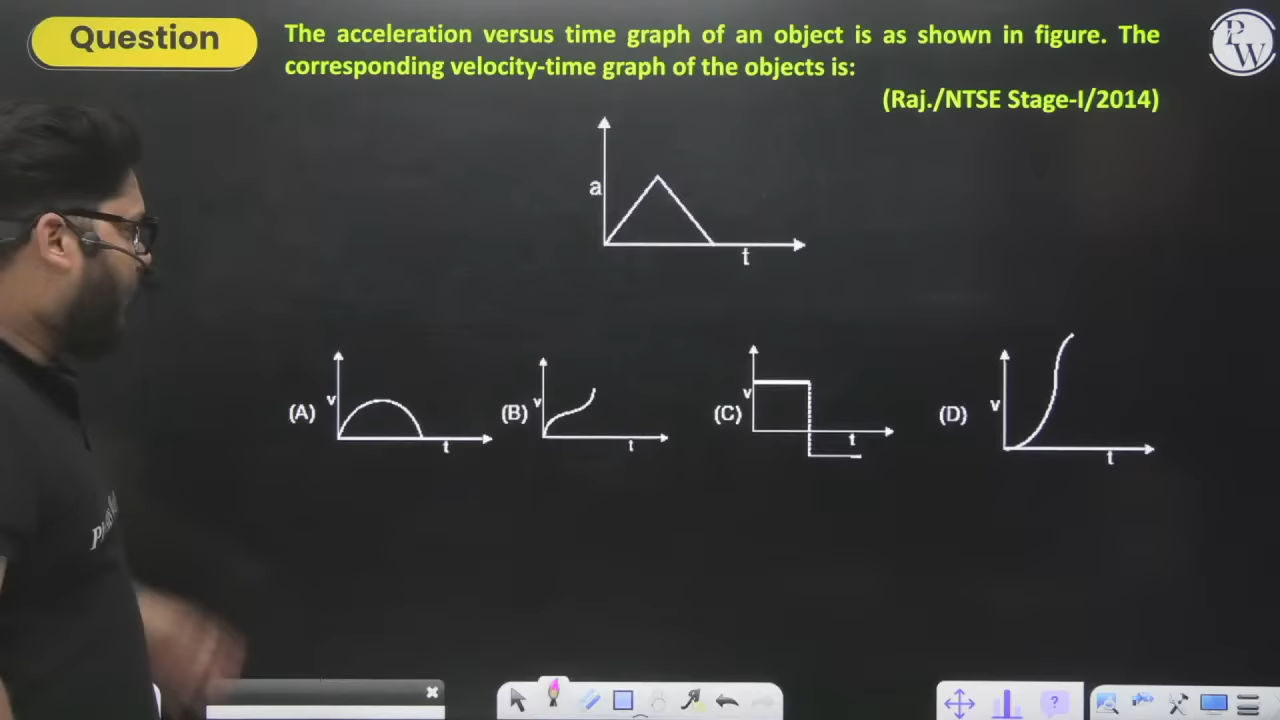 Question
The acceleration versus time graph of an object is as shown in figure. The
corresponding velocity-time graph of the objects is:
(Raj./NTSE Stage-I/2014)
P
W
a
t
(A) v t
(B) v t
(C) v t
(D) v t
?